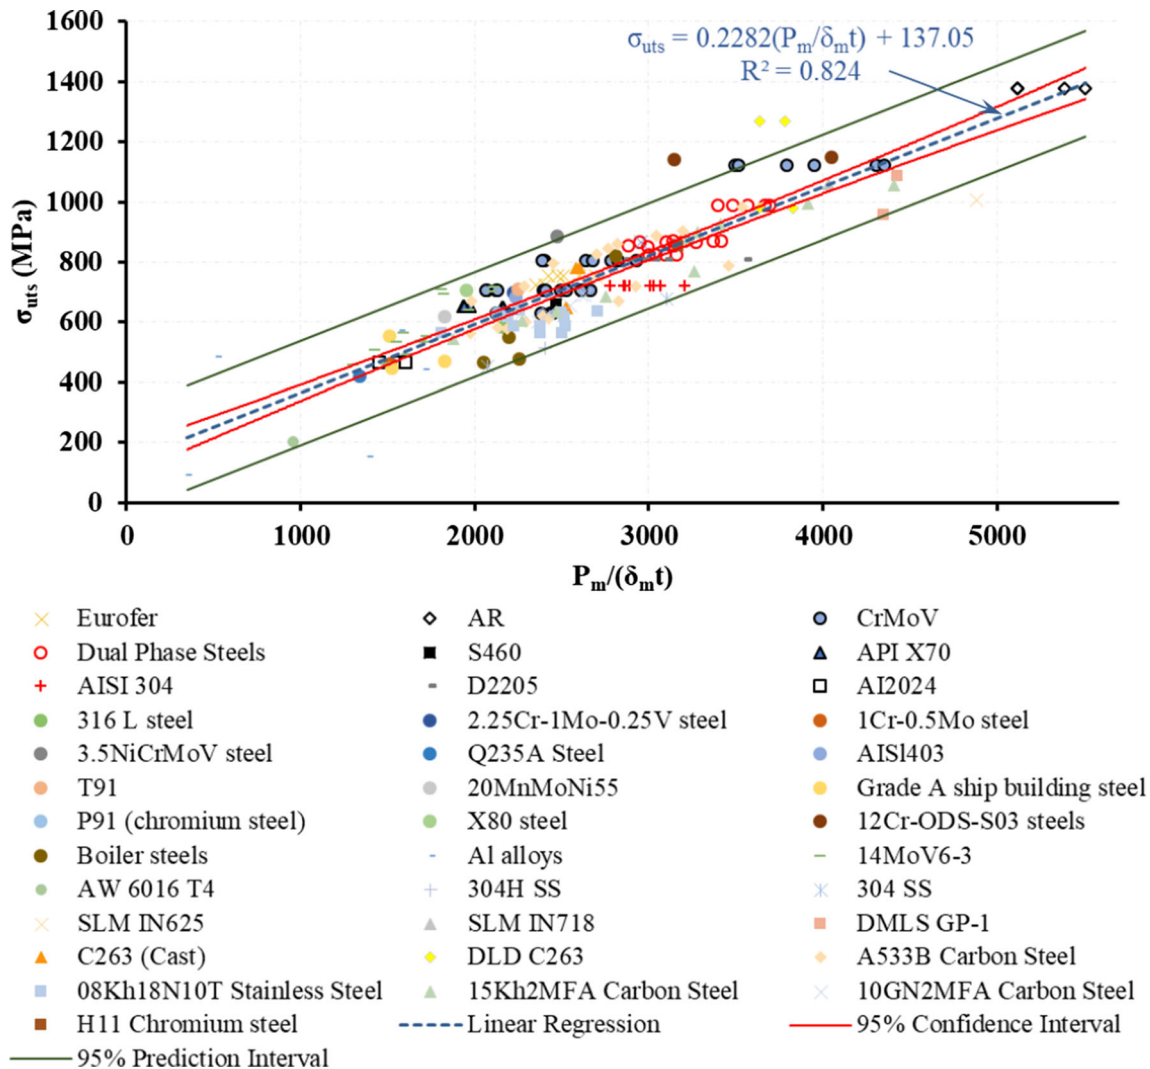 1600
σuts = 0.2282(Pm/δmt) + 137.05
R² = 0.824
1400
1200
1000
800
600
400
200
0
σuts (MPa)
0 1000 2000 3000 4000 5000
Pm/(δmt)
Eurofer AR CrMoV
Dual Phase Steels S460 API X70
AISI 304 D2205 AI2024
316 L steel 2.25Cr-1Mo-0.25V steel 1Cr-0.5Mo steel
3.5NiCrMoV steel Q235A Steel AISl403
T91 20MnMoNi55 Grade A ship building steel
P91 (chromium steel) X80 steel 12Cr-ODS-S03 steels
Boiler steels Al alloys 14MoV6-3
AW 6016 T4 304H SS 304 SS
SLM IN625 SLM IN718 DMLS GP-1
C263 (Cast) DLD C263 A533B Carbon Steel
08Kh18N10T Stainless Steel 15Kh2MFA Carbon Steel 10GN2MFA Carbon Steel
H11 Chromium steel Linear Regression 95% Confidence Interval
95% Prediction Interval